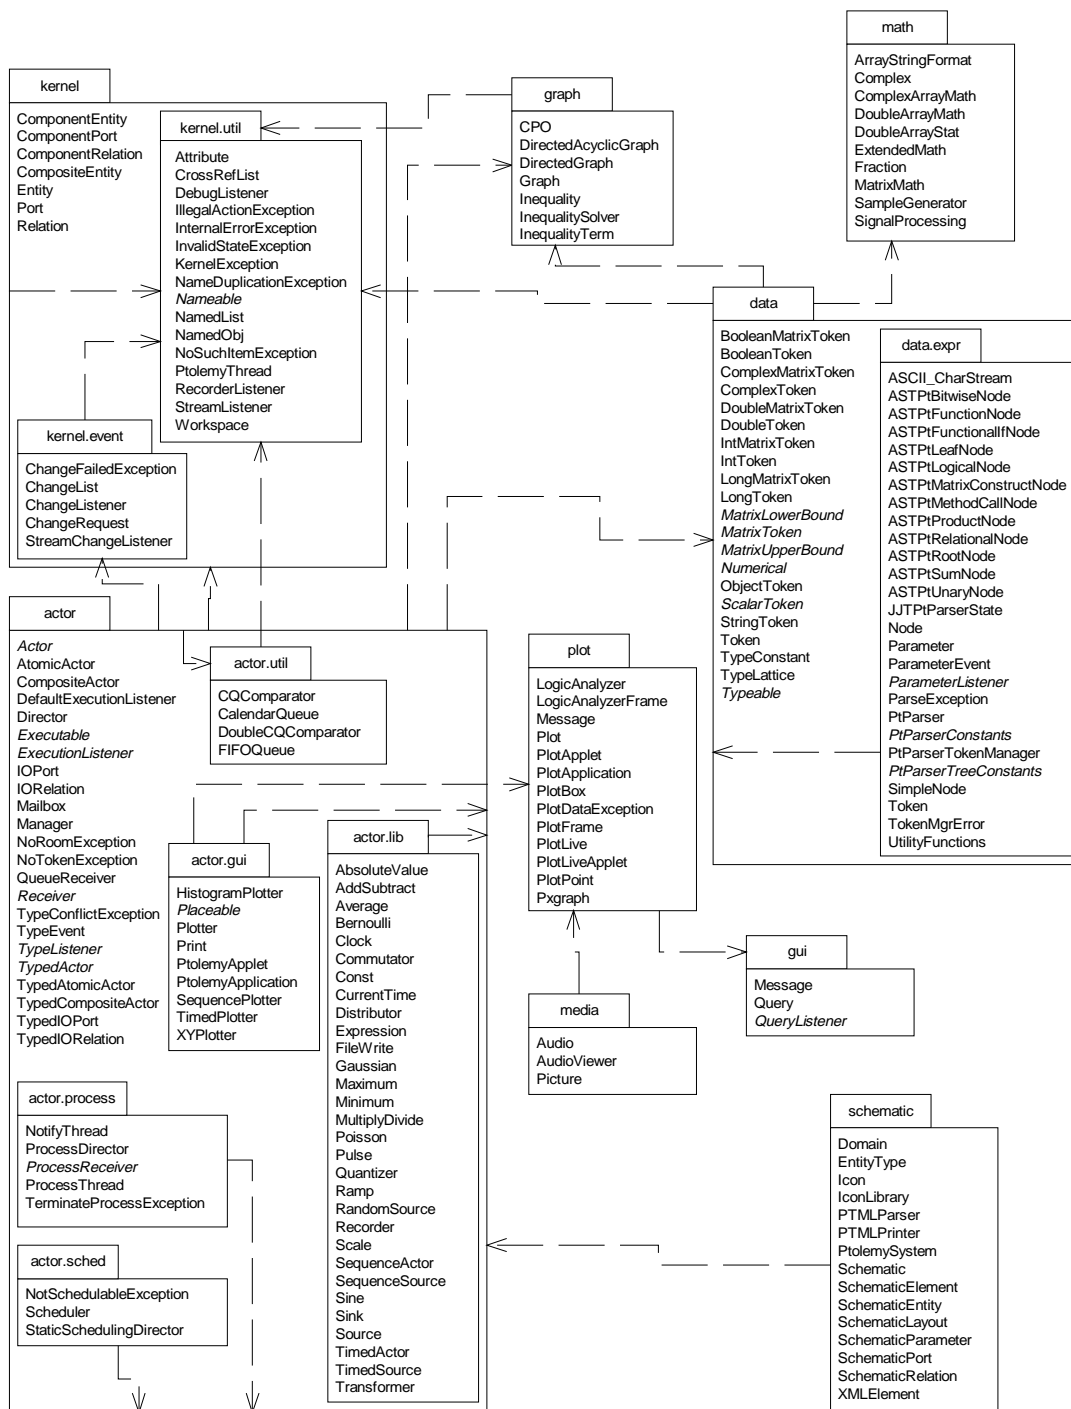 kernel
ComponentEntity
ComponentPort
ComponentRelation
CompositeEntity
Entity
Port
Relation
kernel.util
Attribute
CrossRefList
DebugListener
IllegalActionException
InternalErrorException
InvalidStateException
KernelException
NameDuplicationException
Nameable
NamedList
NamedObj
NoSuchItemException
PtolemyThread
RecorderListener
StreamListener
Workspace
kernel.event
ChangeFailedException
ChangeList
ChangeListener
ChangeRequest
StreamChangeListener
graph
CPO
DirectedAcyclicGraph
DirectedGraph
Graph
Inequality
InequalitySolver
InequalityTerm
math
ArrayStringFormat
Complex
ComplexArrayMath
DoubleArrayMath
DoubleArrayStat
ExtendedMath
Fraction
MatrixMath
SampleGenerator
SignalProcessing
data
BooleanMatrixToken
BooleanToken
ComplexMatrixToken
ComplexToken
DoubleMatrixToken
DoubleToken
IntMatrixToken
IntToken
LongMatrixToken
LongToken
MatrixLowerBound
MatrixToken
MatrixUpperBound
Numerical
ObjectToken
ScalarToken
StringToken
Token
TypeConstant
TypeLattice
Typeable
data.expr
ASCII_CharStream
ASTPtBitwiseNode
ASTPtFunctionNode
ASTPtFunctionalIfNode
ASTPtLeafNode
ASTPtLogicalNode
ASTPtMatrixConstructNode
ASTPtMethodCallNode
ASTPtProductNode
ASTPtRelationalNode
ASTPtRootNode
ASTPtSumNode
ASTPtUnaryNode
JJTPtParserState
Node
Parameter
ParameterEvent
ParameterListener
ParseException
PtParser
PtParserConstants
PtParserTokenManager
PtParserTreeConstants
SimpleNode
Token
TokenMgrError
UtilityFunctions
actor
Actor
AtomicActor
CompositeActor
DefaultExecutionListener
Director
Executable
ExecutionListener
IOPort
IORelation
Mailbox
Manager
NoRoomException
NoTokenException
QueueReceiver
Receiver
TypeConflictException
TypeEvent
TypeListener
TypedActor
TypedAtomicActor
TypedCompositeActor
TypedIOPort
TypedIORelation
actor.util
CQComparator
CalendarQueue
DoubleCQComparator
FIFOQueue
actor.gui
HistogramPlotter
Placeable
Plotter
Print
PtolemyApplet
PtolemyApplication
SequencePlotter
TimedPlotter
XYPlotter
actor.lib
AbsoluteValue
AddSubtract
Average
Bernoulli
Clock
Commutator
Const
CurrentTime
Distributor
Expression
FileWrite
Gaussian
Maximum
Minimum
MultiplyDivide
Poisson
Pulse
Quantizer
Ramp
RandomSource
Recorder
Scale
SequenceActor
SequenceSource
Sine
Sink
Source
TimedActor
TimedSource
Transformer
actor.process
NotifyThread
ProcessDirector
ProcessReceiver
ProcessThread
TerminateProcessException
actor.sched
NotSchedulableException
Scheduler
StaticSchedulingDirector
plot
LogicAnalyzer
LogicAnalyzerFrame
Message
Plot
PlotApplet
PlotApplication
PlotBox
PlotDataException
PlotFrame
PlotLive
PlotLiveApplet
PlotPoint
Pxgraph
gui
Message
Query
QueryListener
media
Audio
AudioViewer
Picture
schematic
Domain
EntityType
Icon
IconLibrary
PTMLParser
PTMLPrinter
PtolemySystem
Schematic
SchematicElement
SchematicEntity
SchematicLayout
SchematicParameter
SchematicPort
SchematicRelation
XMLElement